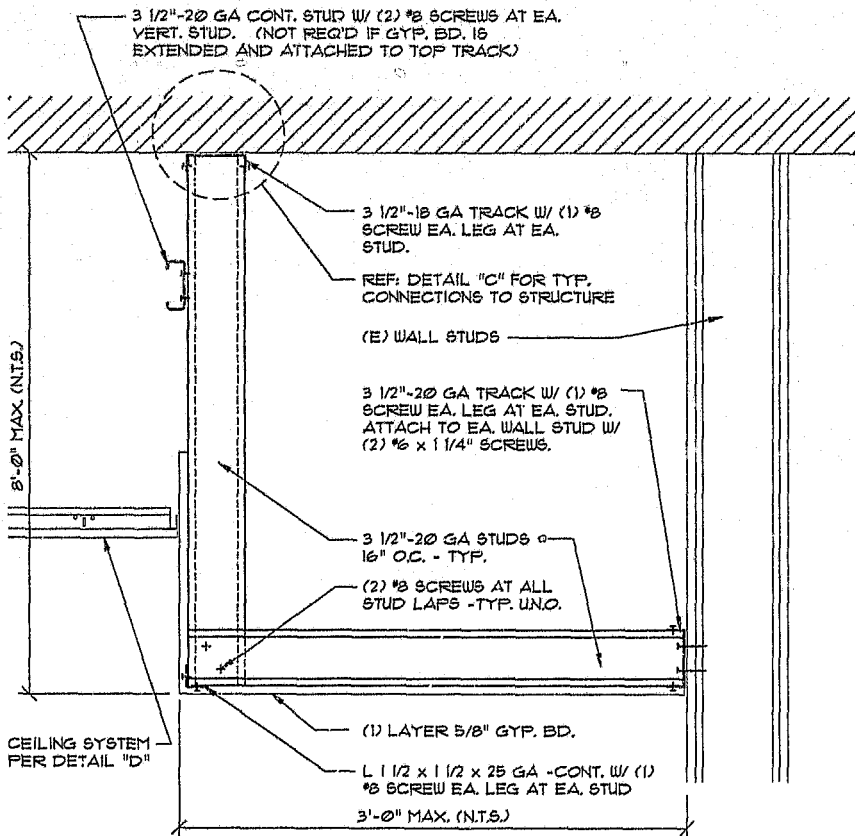 3 1/2"-20 GA CONT. STUD W/ (2) #8 SCREWS AT EA.
VERT. STUD. (NOT REQ'D IF GYP. BD. IS
EXTENDED AND ATTACHED TO TOP TRACK)
3 1/2"-18 GA TRACK W/ (1) #8
SCREW EA. LEG AT EA.
STUD.
REF: DETAIL "C" FOR TYP.
CONNECTIONS TO STRUCTURE
(E) WALL STUDS
3 1/2"-20 GA TRACK W/ (1) #8
SCREW EA. LEG AT EA. STUD.
ATTACH TO EA. WALL STUD W/
(2) #6 x 1 1/4" SCREWS.
8'-0" MAX. (N.T.S.)
3 1/2"-20 GA STUDS @
16" O.C. - TYP.
(2) #8 SCREWS AT ALL
STUD LAPS -TYP. U.N.O.
(1) LAYER 5/8" GYP. BD.
CEILING SYSTEM
PER DETAIL "D"
L 1 1/2 x 1 1/2 x 25 GA -CONT. W/ (1)
#8 SCREW EA. LEG AT EA. STUD
3'-0" MAX. (N.T.S.)